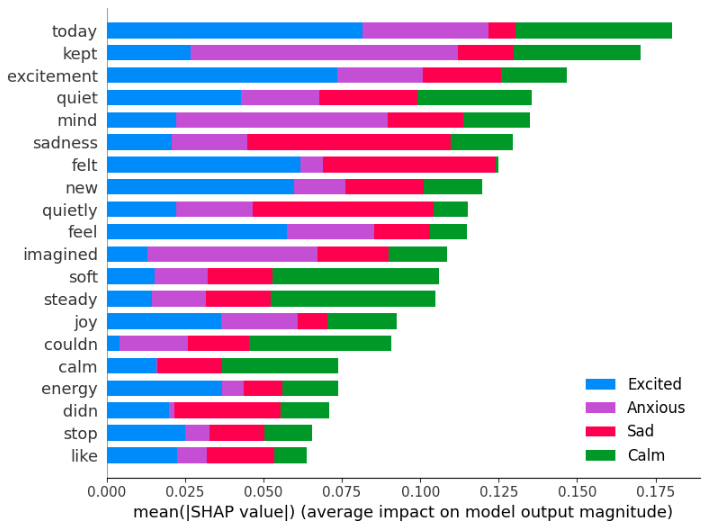 today
kept
excitement
quiet
mind
sadness
felt
new
quietly
feel
imagined
soft
steady
joy
couldn
calm
energy
didn
stop
like
Excited
Anxious
Sad
Calm
0.000 0.025 0.050 0.075 0.100 0.125 0.150 0.175
mean(|SHAP value|) (average impact on model output magnitude)